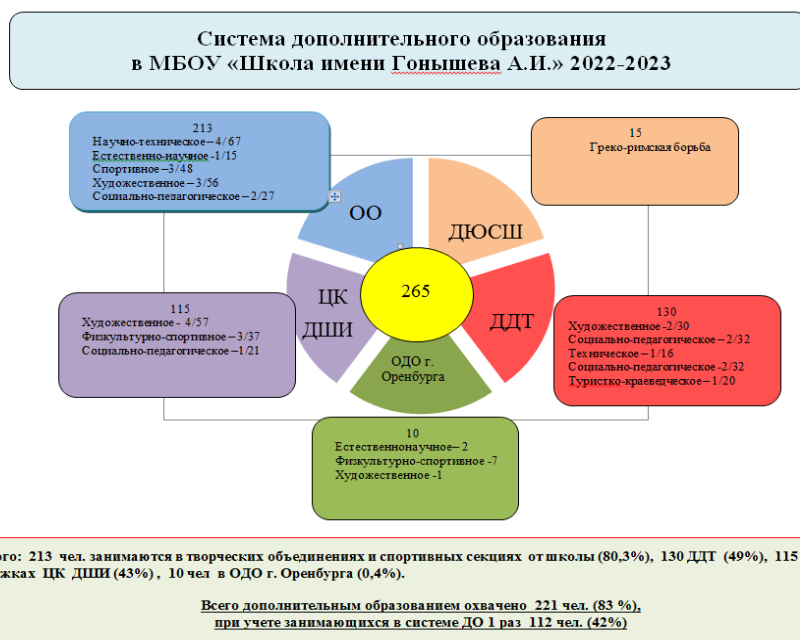 Система дополнительного образования
в МБОУ «Школа имени Гонышева А.И.» 2022-2023
213
Научно-техническое – 4/67
Естественно-научное -1/15
Спортивное –3/48
Художественное – 3/56
Социально-педагогическое – 2/27
15
Греко-римская борьба
ОО
ДЮСШ
265
ЦК
ДШИ
ДДТ
ОДО г.
Оренбурга
115
Художественное - 4/57
Физкультурно-спортивное – 3/37
Социально-педагогическое –1/21
130
Художественное -2/30
Социально-педагогическое – 2/32
Техническое – 1/16
Социально-педагогическое -2/32
Туристко-краеведческое – 1/20
10
Естественнонаучное– 2
Физкультурно-спортивное -7
Художественное -1
ого: 213 чел. занимаются в творческих объединениях и спортивных секциях от школы (80,3%), 130 ДДТ (49%), 115
жках ЦК ДШИ (43%) , 10 чел в ОДО г. Оренбурга (0,4%).
Всего дополнительным образованием охвачено 221 чел. (83 %),
при учете занимающихся в системе ДО 1 раз 112 чел. (42%)